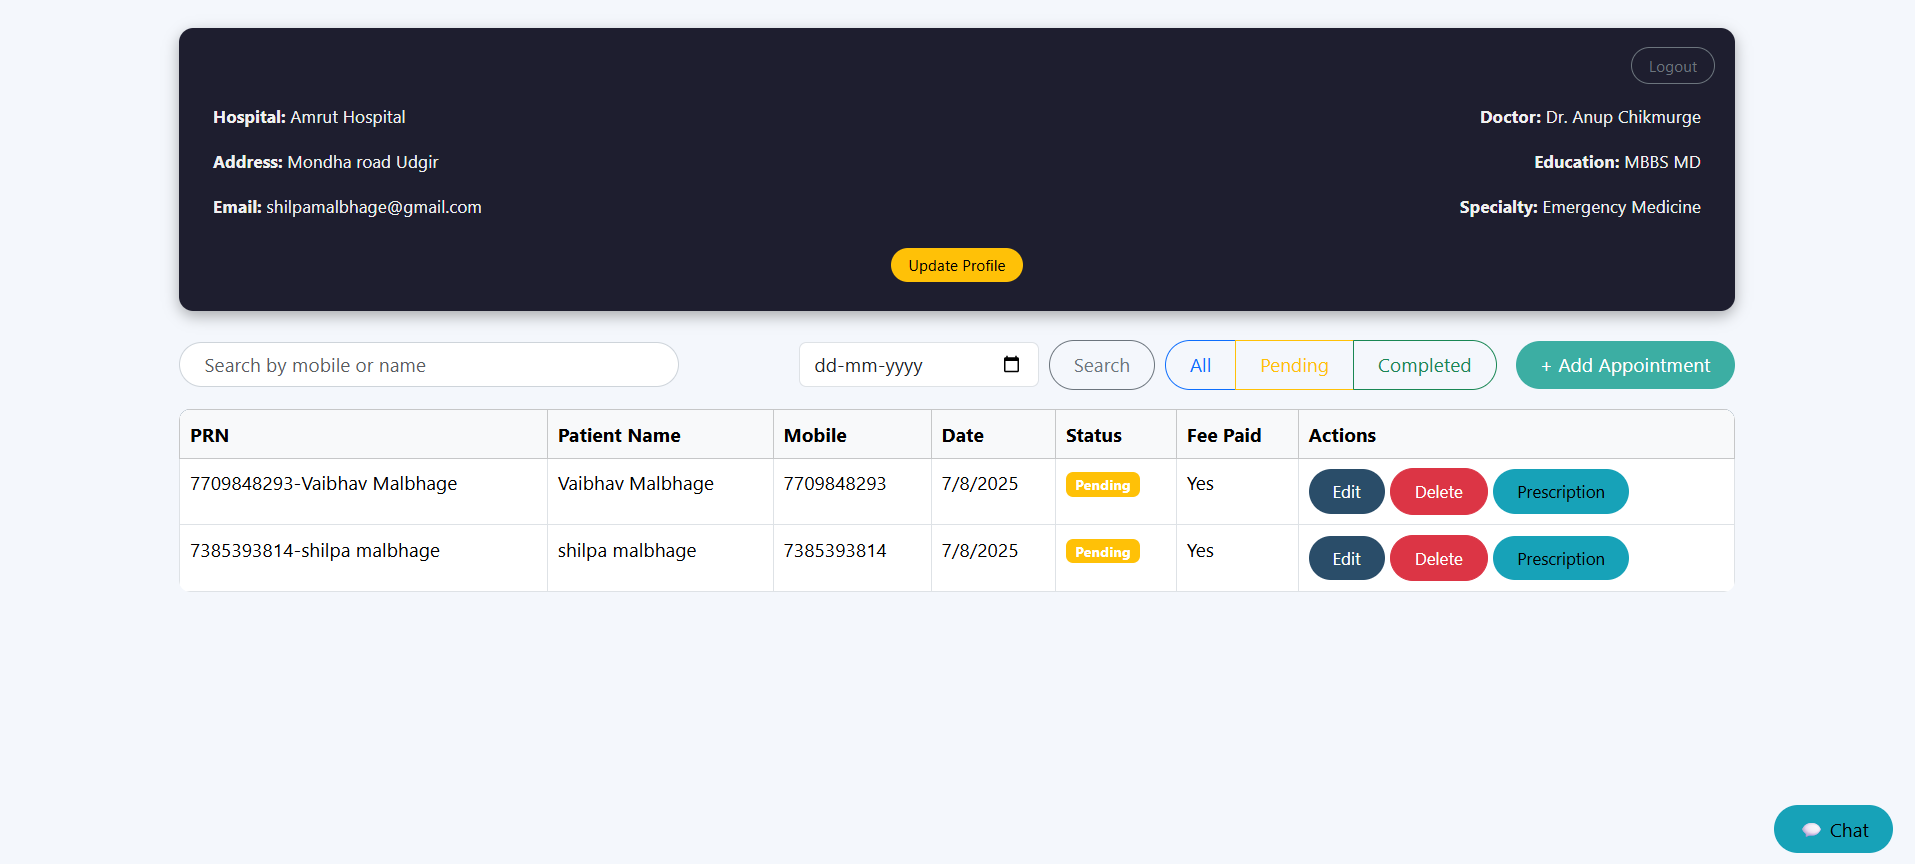 Logout
Hospital: Amrut Hospital
Doctor: Dr. Anup Chikmurge
Address: Mondha road Udgir
Education: MBBS MD
Email: shilpamalbhage@gmail.com
Specialty: Emergency Medicine
Update Profile
Search by mobile or name
dd-mm-yyyy
Search
All
Pending
Completed
+ Add Appointment
PRN Patient Name Mobile Date Status Fee Paid Actions
7709848293-Vaibhav Malbhage Vaibhav Malbhage 7709848293 7/8/2025 Pending Yes Edit Delete Prescription
7385393814-shilpa malbhage shilpa malbhage 7385393814 7/8/2025 Pending Yes Edit Delete Prescription
Chat